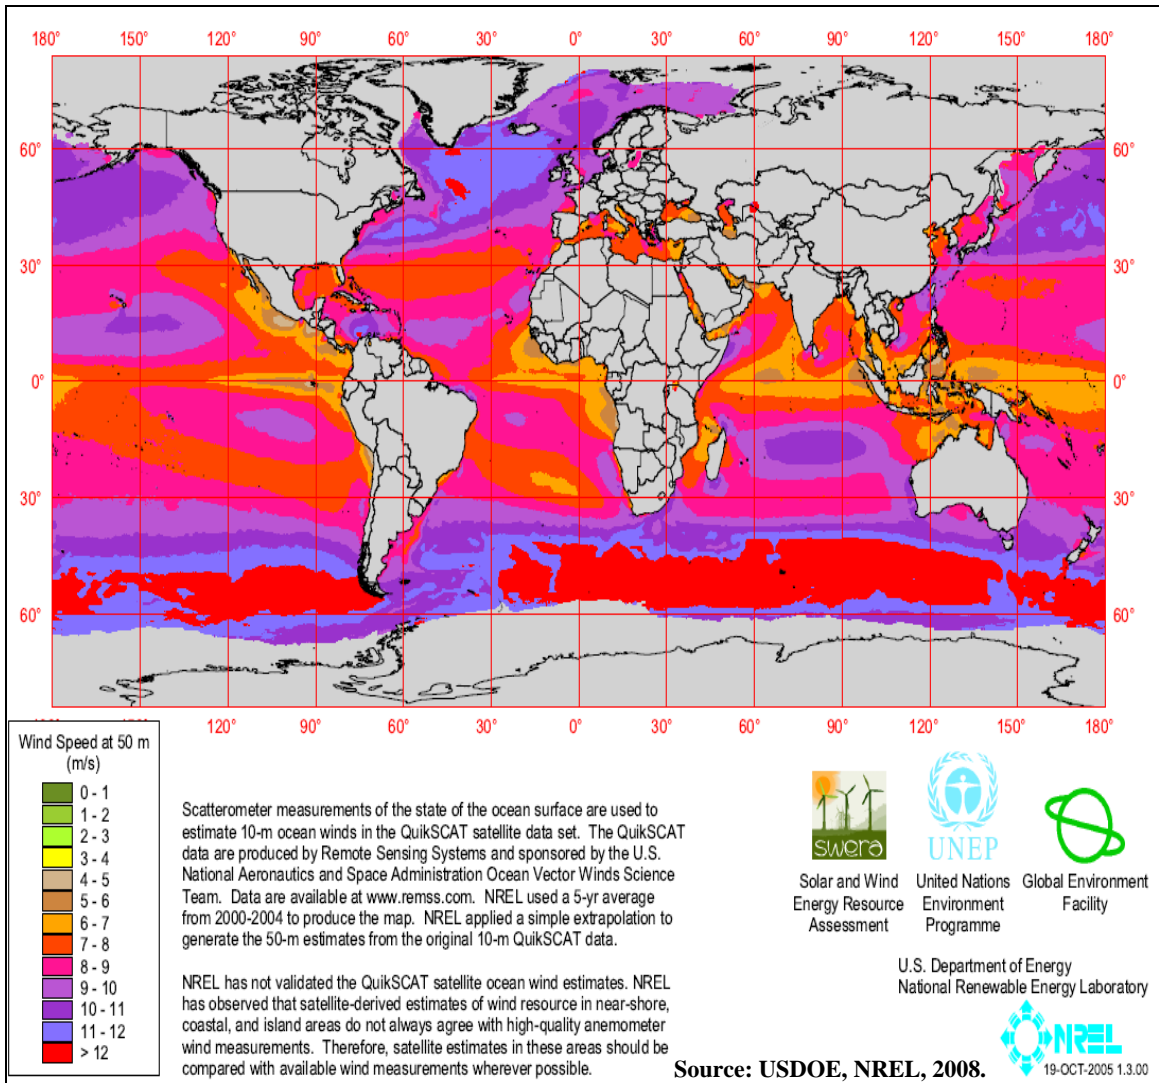 180° 150° 120° 90° 60° 30° 0° 30° 60° 90° 120° 150° 180°
60° 60°
30° 30°
0° 0°
30° 30°
60° 60°
120° 90° 60° 30° 0° 30° 60° 90° 120° 150° 180°
Wind Speed at 50 m
(m/s)
0 - 1
1 - 2
2 - 3
3 - 4
4 - 5
5 - 6
6 - 7
7 - 8
8 - 9
9 - 10
10 - 11
11 - 12
> 12
Scatterometer measurements of the state of the ocean surface are used to
estimate 10-m ocean winds in the QuikSCAT satellite data set. The QuikSCAT
data are produced by Remote Sensing Systems and sponsored by the U.S.
National Aeronautics and Space Administration Ocean Vector Winds Science
Team. Data are available at www.remss.com. NREL used a 5-yr average
from 2000-2004 to produce the map. NREL applied a simple extrapolation to
generate the 50-m estimates from the original 10-m QuikSCAT data.
NREL has not validated the QuikSCAT satellite ocean wind estimates. NREL
has observed that satellite-derived estimates of wind resource in near-shore,
coastal, and island areas do not always agree with high-quality anemometer
wind measurements. Therefore, satellite estimates in these areas should be
compared with available wind measurements wherever possible.
swera
UNEP
Solar and Wind
Energy Resource
Assessment
United Nations
Environment
Programme
Global Environment
Facility
U.S. Department of Energy
National Renewable Energy Laboratory
NREL
Source: USDOE, NREL, 2008.
19-OCT-2005 1.3.00